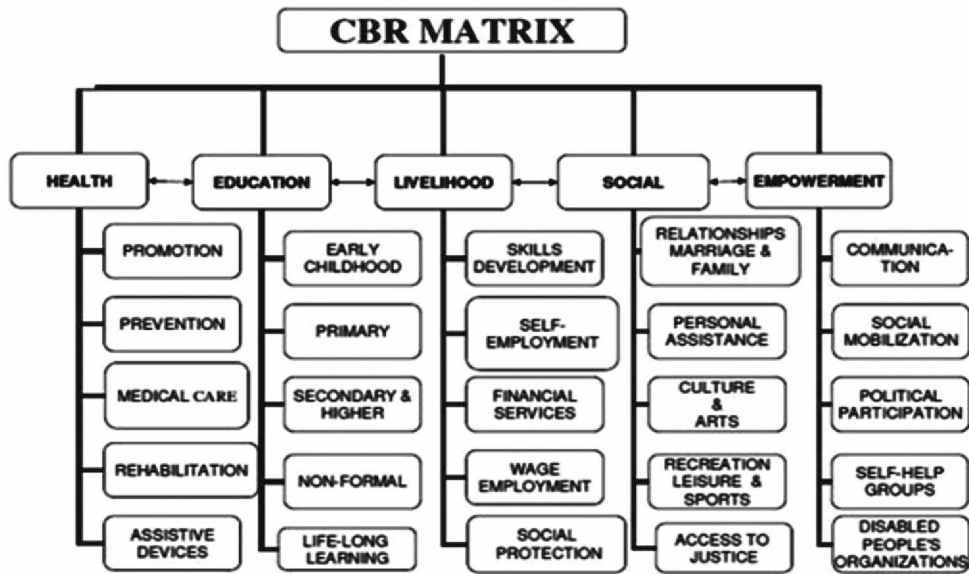 CBR MATRIX
HEALTH
EDUCATION
LIVELIHOOD
SOCIAL
EMPOWERMENT
PROMOTION
PREVENTION
MEDICAL CARE
REHABILITATION
ASSISTIVE
DEVICES
EARLY
CHILDHOOD
PRIMARY
SECONDARY &
HIGHER
NON-FORMAL
LIFE-LONG
LEARNING
SKILLS
DEVELOPMENT
SELF-
EMPLOYMENT
FINANCIAL
SERVICES
WAGE
EMPLOYMENT
SOCIAL
PROTECTION
RELATIONSHIPS
MARRIAGE &
FAMILY
PERSONAL
ASSISTANCE
CULTURE
&
ARTS
RECREATION
LEISURE &
SPORTS
ACCESS TO
JUSTICE
COMMUNICA-
TION
SOCIAL
MOBILIZATION
POLITICAL
PARTICIPATION
SELF-HELP
GROUPS
DISABLED
PEOPLE'S
ORGANIZATIONS